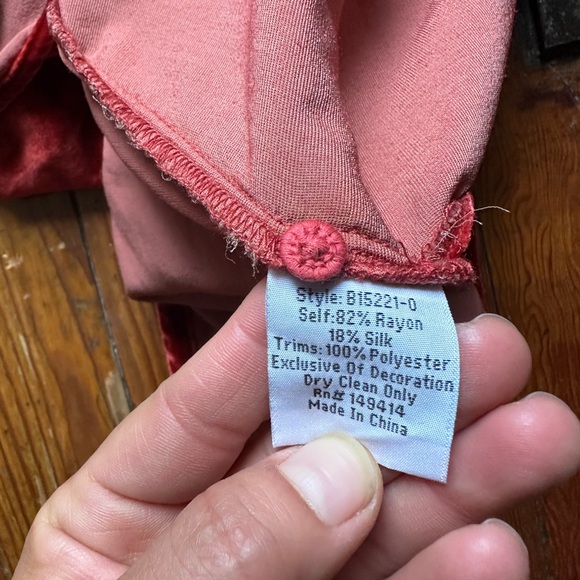 Style: B15221-0
Self:82% Rayon
18% Silk
Trims:100% Polyester
Exclusive Of Decoration
Dry Clean Only
Rn# 149414
Made In China